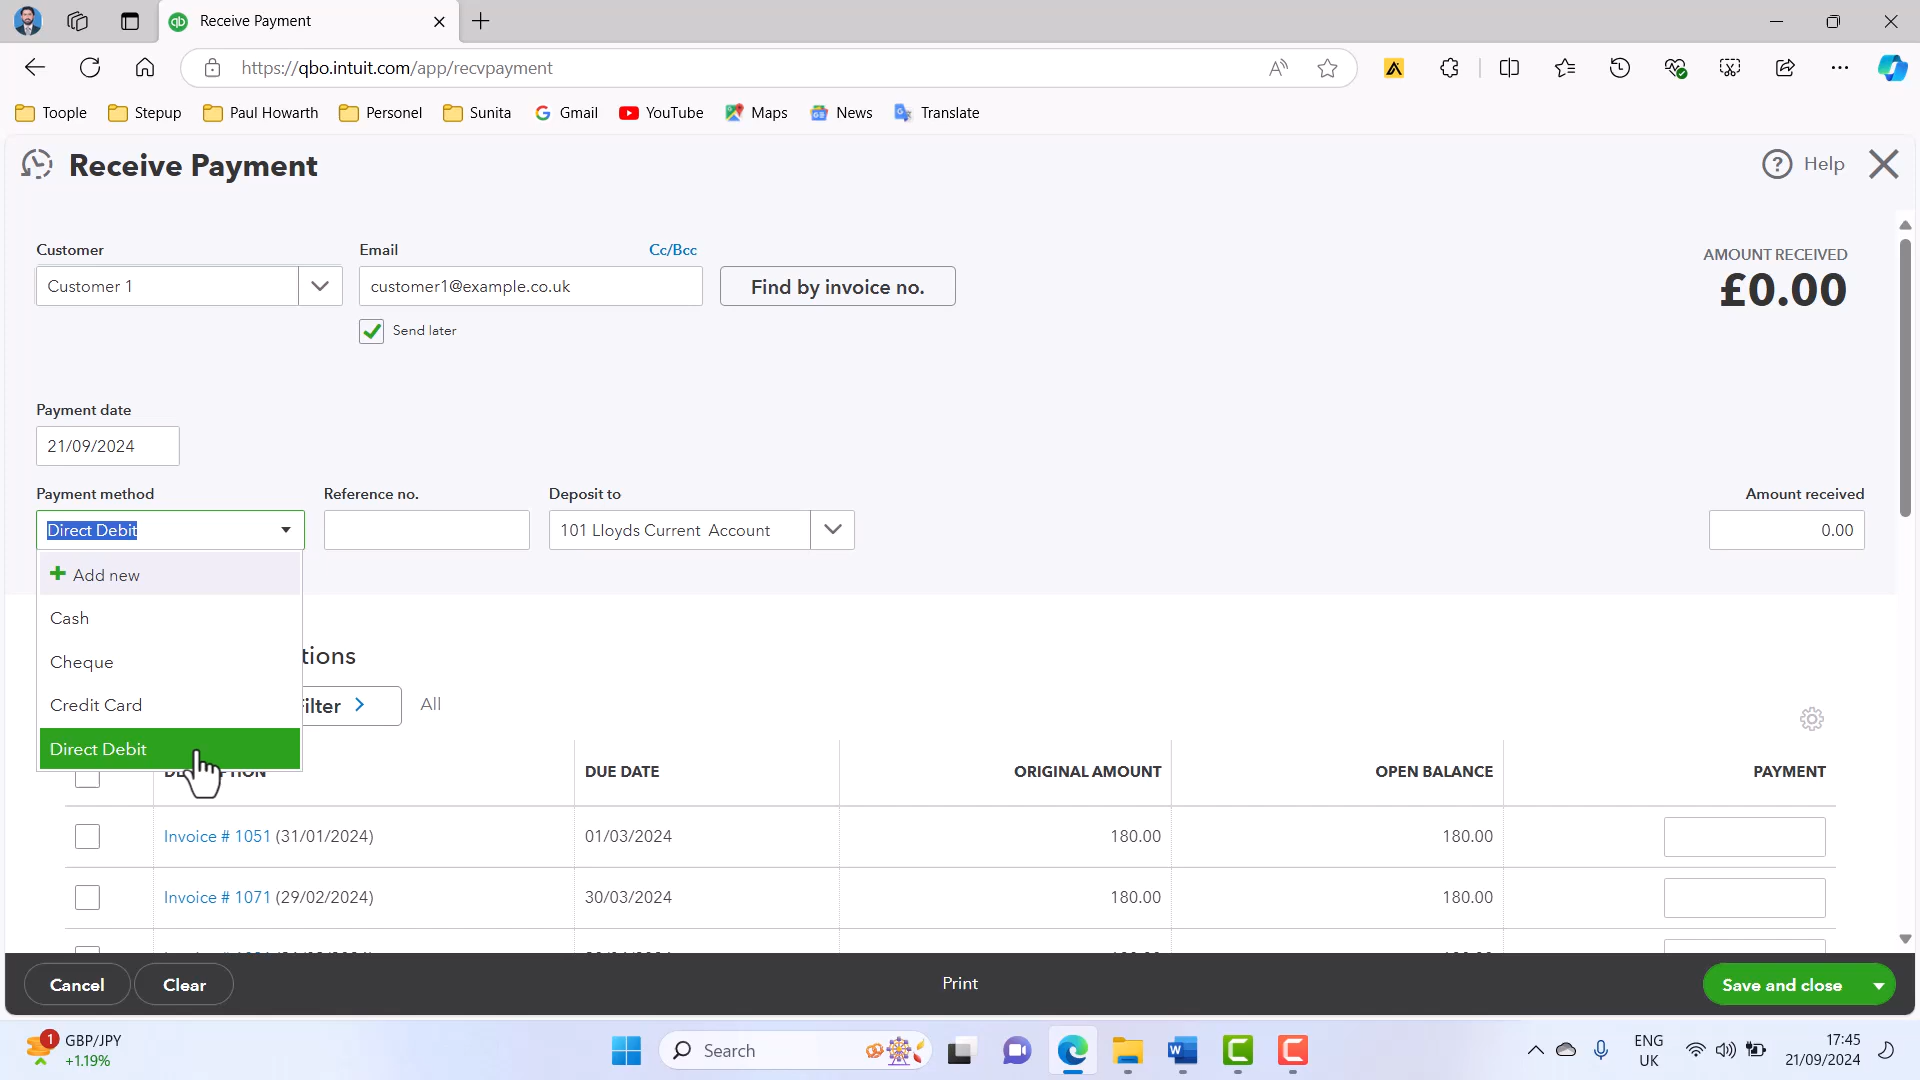 Receive Payment
https://qbo.intuit.com/app/recvpayment
Toople
Stepup
Paul Howarth
Personel
Sunita
Gmail
YouTube
Maps
News
Translate
Receive Payment
Help
Customer
Email
Cc/Bcc
AMOUNT RECEIVED
Customer 1
customer1@example.co.uk
Find by invoice no.
£0.00
Send later
Payment date
21/09/2024
Payment method
Reference no.
Deposit to
Amount received
Direct Debit
101 Lloyds Current Account
0.00
Add new
Cash
Cheque
Credit Card
Direct Debit
tions
ilter
All
DUE DATE
ORIGINAL AMOUNT
OPEN BALANCE
PAYMENT
Invoice # 1051 (31/01/2024)
01/03/2024
180.00
180.00
Invoice # 1071 (29/02/2024)
30/03/2024
180.00
180.00
Cancel
Clear
Print
Save and close
1
GBP/JPY
+1.19%
Search
ENG
UK
17:45
21/09/2024